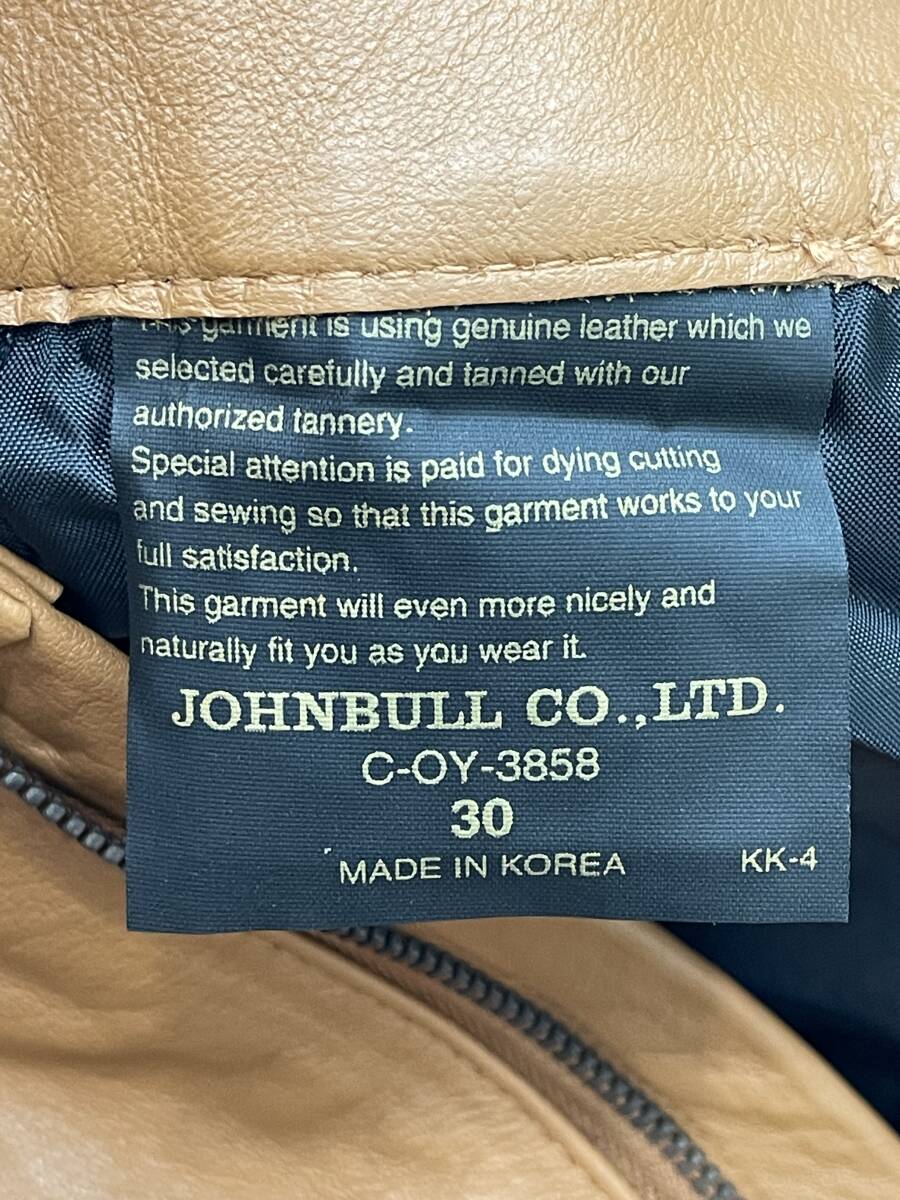 This garment is using genuine leather which we
selected carefully and tanned with our
authorized tannery.
Special attention is paid for dying cutting
and sewing so that this garment works to your
full satisfaction.
This garment will even more nicely and
naturally fit you as you wear it.
JOHNBULL CO.,LTD.
C-OY-3858
30
MADE IN KOREA KK-4